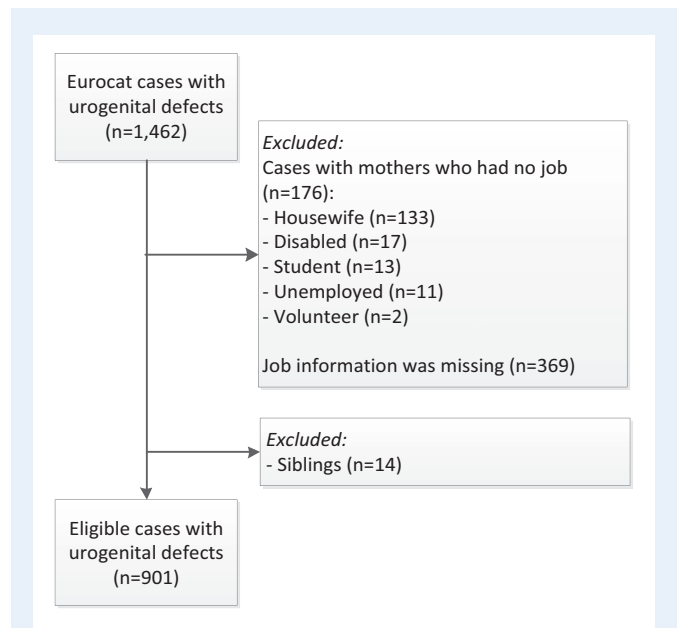 Eurocat cases with
urogenital defects
(n=1,462)
Excluded:
Cases with mothers who had no job
(n=176):
- Housewife (n=133)
- Disabled (n=17)
- Student (n=13)
- Unemployed (n=11)
- Volunteer (n=2)
Job information was missing (n=369)
Excluded:
- Siblings (n=14)
Eligible cases with
urogenital defects
(n=901)